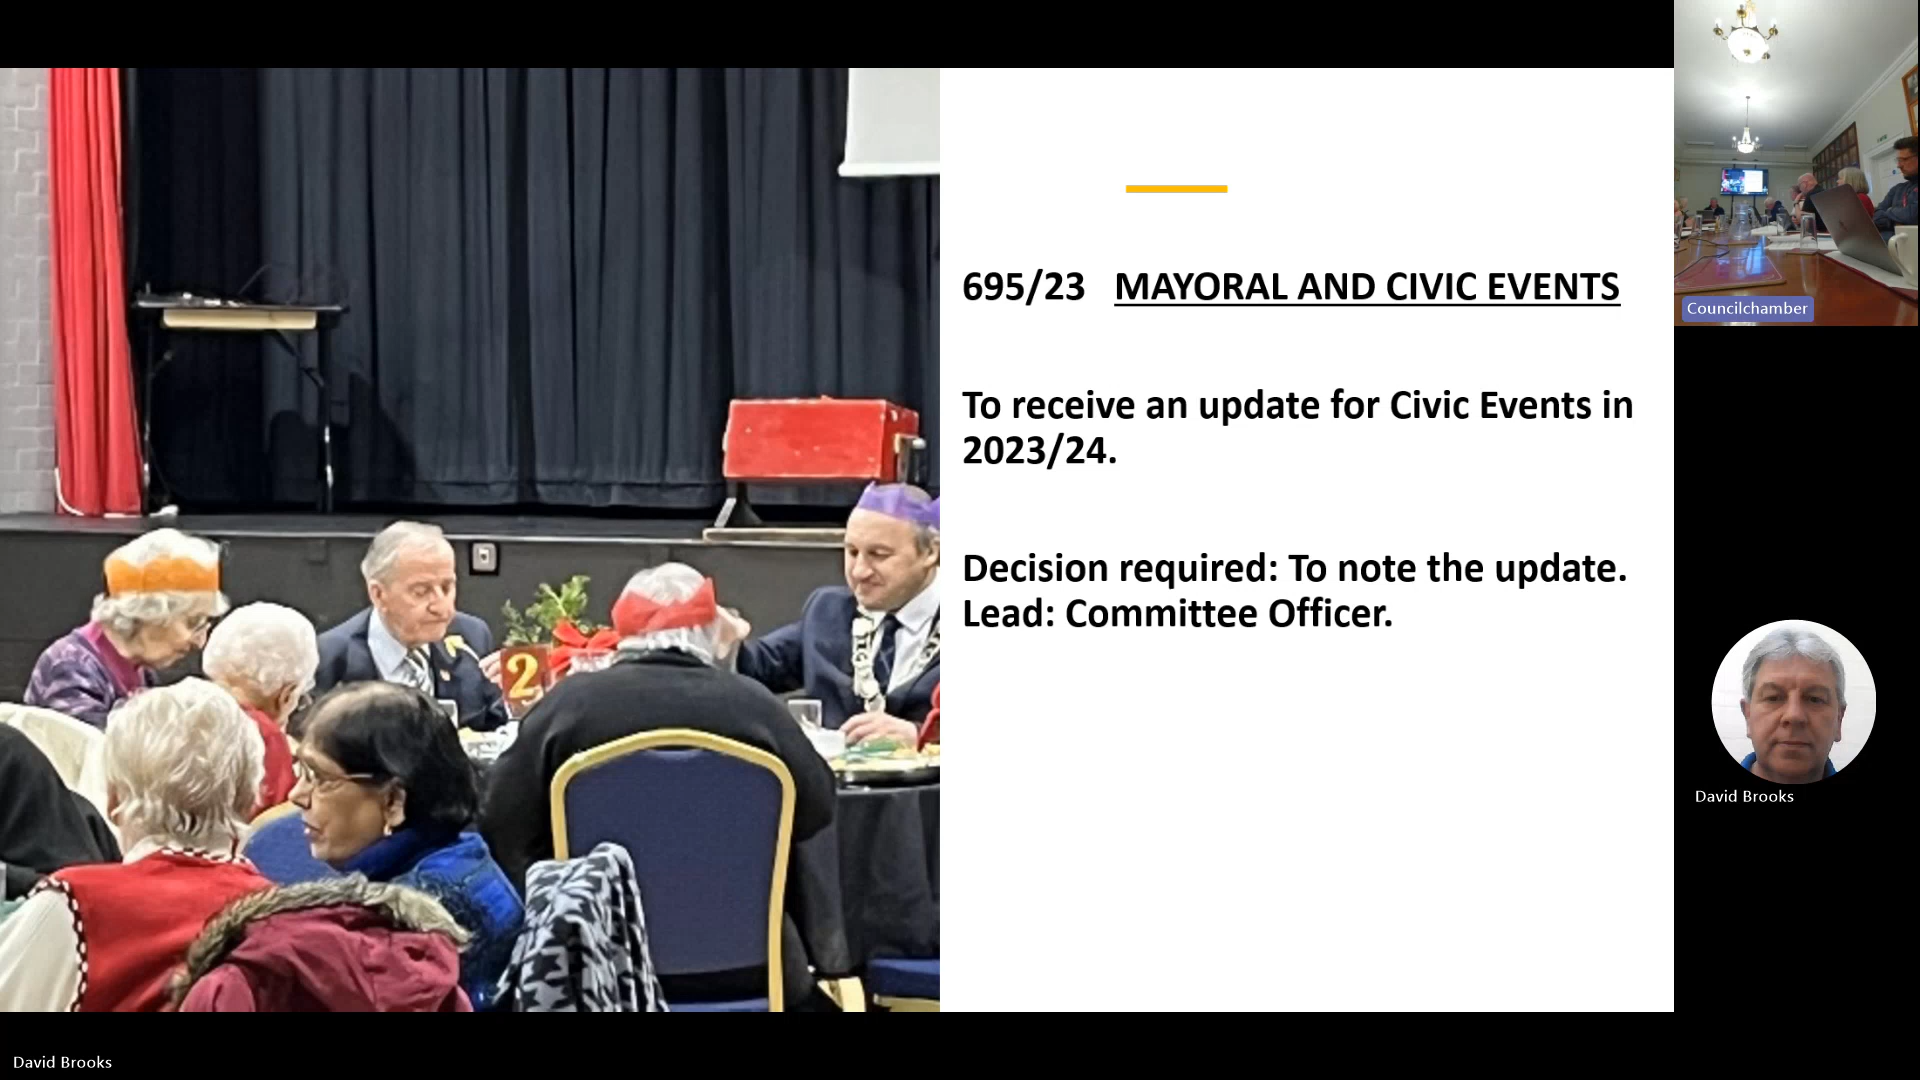 695/23 MAYORAL AND CIVIC EVENTS
To receive an update for Civic Events in
2023/24.
Decision required: To note the update.
Lead: Committee Officer.
2
Councilchamber
David Brooks
David Brooks